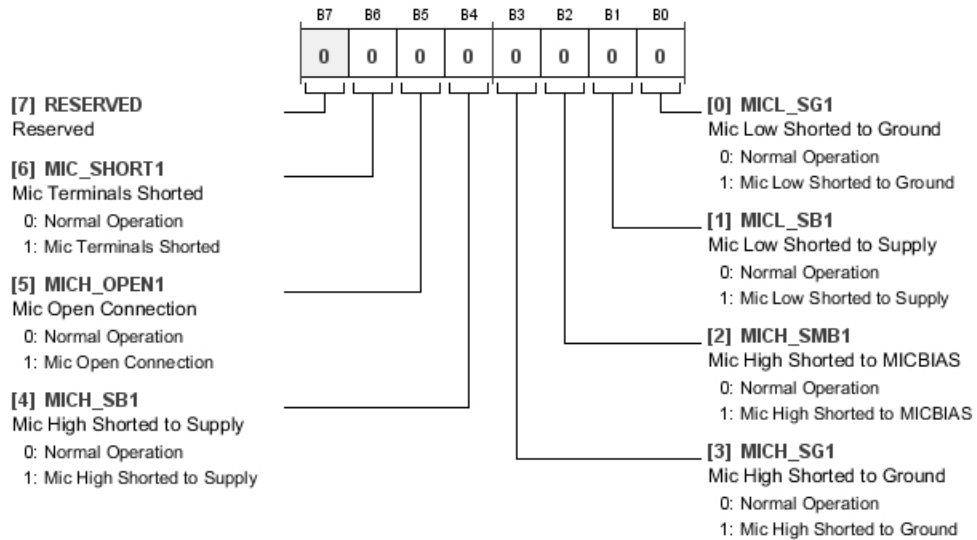 B7 B6 B5 B4 B3 B2 B1 B0
0 0 0 0 0 0 0 0
[7] RESERVED
Reserved
[6] MIC_SHORT1
Mic Terminals Shorted
0: Normal Operation
1: Mic Terminals Shorted
[5] MICH_OPEN1
Mic Open Connection
0: Normal Operation
1: Mic Open Connection
[4] MICH_SB1
Mic High Shorted to Supply
0: Normal Operation
1: Mic High Shorted to Supply
[0] MICL_SG1
Mic Low Shorted to Ground
0: Normal Operation
1: Mic Low Shorted to Ground
[1] MICL_SB1
Mic Low Shorted to Supply
0: Normal Operation
1: Mic Low Shorted to Supply
[2] MICH_SMB1
Mic High Shorted to MICBIAS
0: Normal Operation
1: Mic High Shorted to MICBIAS
[3] MICH_SG1
Mic High Shorted to Ground
0: Normal Operation
1: Mic High Shorted to Ground